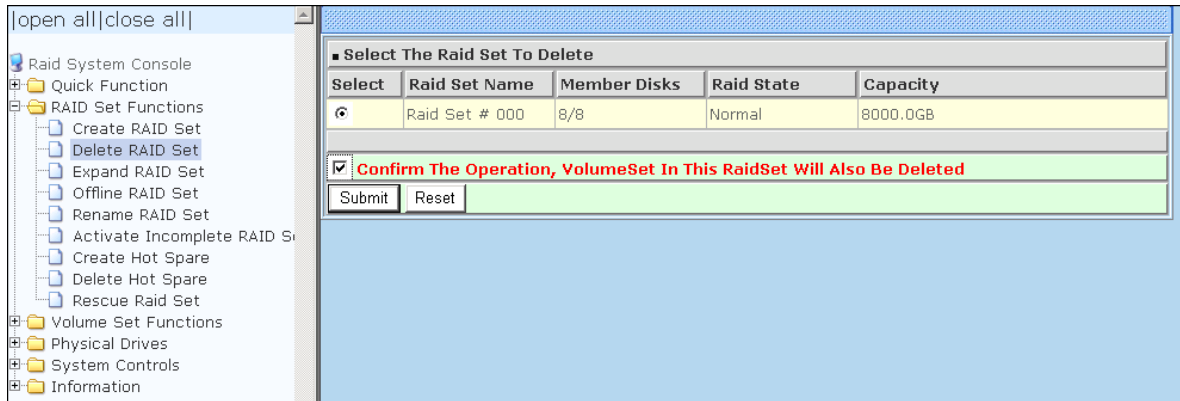 |open all|close all|
Raid System Console
Quick Function
RAID Set Functions
Create RAID Set
Delete RAID Set
Expand RAID Set
Offline RAID Set
Rename RAID Set
Activate Incomplete RAID S
Create Hot Spare
Delete Hot Spare
Rescue Raid Set
Volume Set Functions
Physical Drives
System Controls
Information
Select The Raid Set To Delete
Select Raid Set Name Member Disks Raid State Capacity
Raid Set # 000 8/8 Normal 8000.0GB
Confirm The Operation, VolumeSet In This RaidSet Will Also Be Deleted
Submit Reset